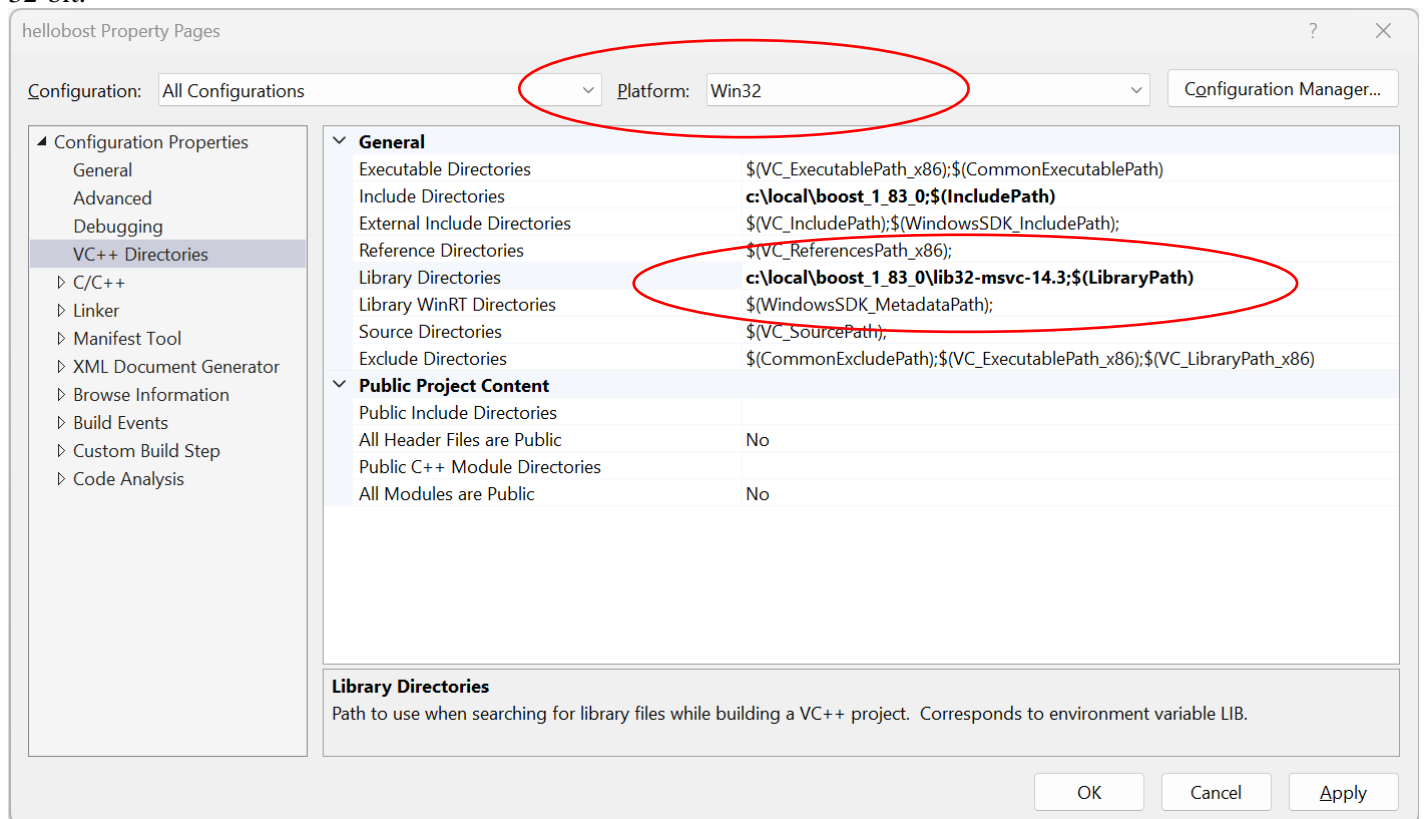 32-bit.
hellobost Property Pages ? ×
Configuration: All Configurations Platform: Win32 Configuration Manager...
Configuration Properties
General
Advanced
Debugging
VC++ Directories
C/C++
Linker
Manifest Tool
XML Document Generator
Browse Information
Build Events
Custom Build Step
Code Analysis
General
Executable Directories $(VC_ExecutablePath_x86);$(CommonExecutablePath)
Include Directories c:\local\boost_1_83_0;$(IncludePath)
External Include Directories $(VC_IncludePath);$(WindowsSDK_IncludePath);
Reference Directories $(VC_ReferencesPath_x86);
Library Directories c:\local\boost_1_83_0\lib32-msvc-14.3;$(LibraryPath)
Library WinRT Directories $(WindowsSDK_MetadataPath);
Source Directories $(VC_SourcePath);
Exclude Directories $(CommonExcludePath);$(VC_ExecutablePath_x86);$(VC_LibraryPath_x86)
Public Project Content
Public Include Directories
All Header Files are Public No
Public C++ Module Directories
All Modules are Public No
Library Directories
Path to use when searching for library files while building a VC++ project. Corresponds to environment variable LIB.
OK Cancel Apply